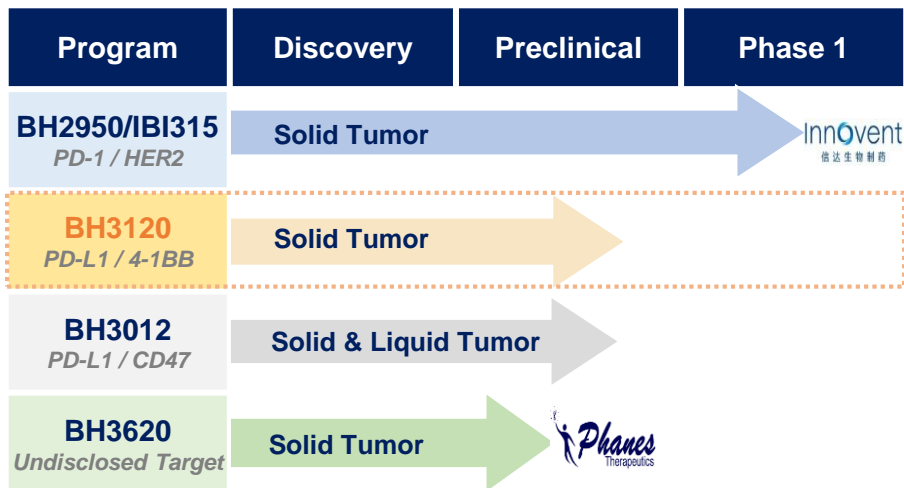 Program Discovery Preclinical Phase 1
BH2950/IBI315
PD-1 / HER2
Solid Tumor
Innovent
信达生物制药
BH3120
PD-L1 / 4-1BB
Solid Tumor
BH3012
PD-L1 / CD47
Solid & Liquid Tumor
BH3620
Undisclosed Target
Solid Tumor
Phanes
Therapeutics